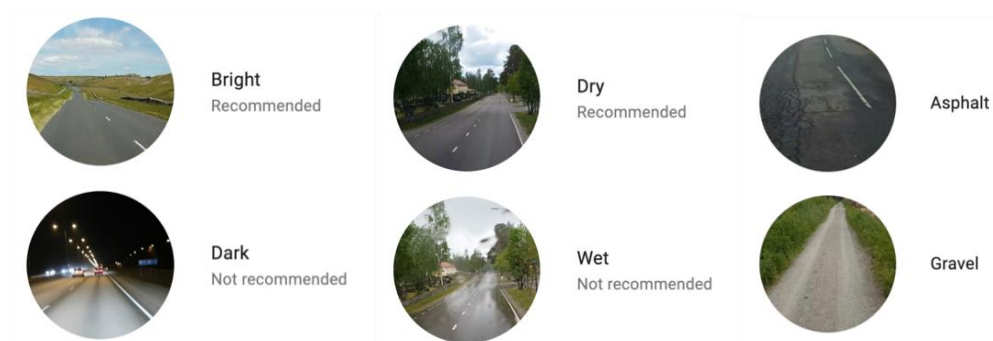 Bright
Recommended
Dark
Not recommended
Dry
Recommended
Wet
Not recommended
Asphalt
Gravel